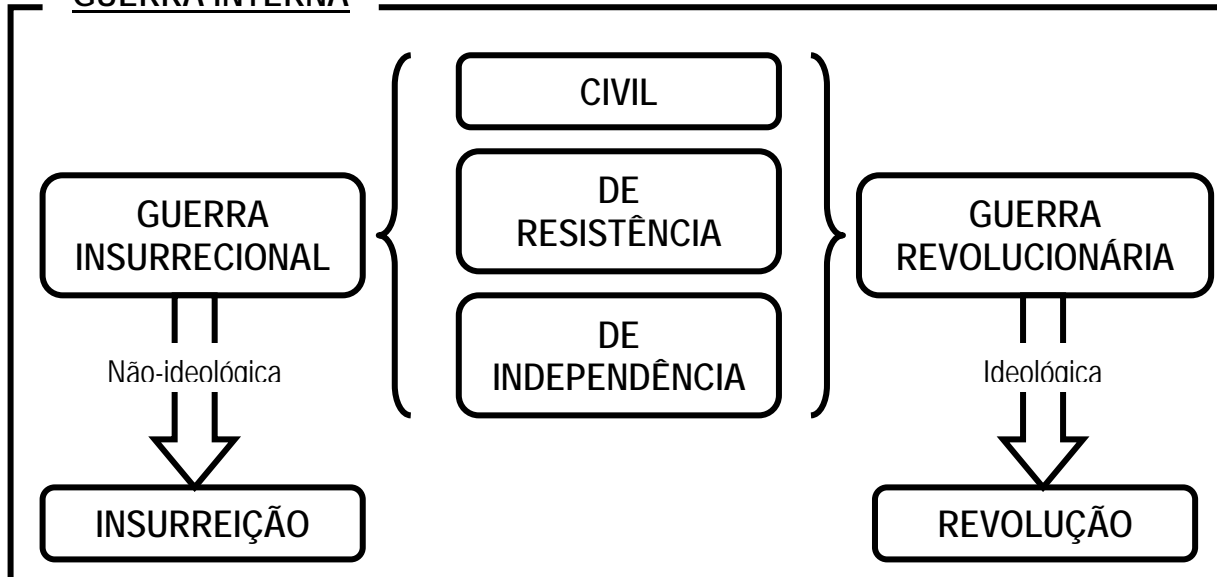 GUERRA INTERNA
CIVIL
GUERRA
INSURRECIONAL
DE
RESISTÊNCIA
GUERRA
REVOLUCIONÁRIA
Não-ideológica
DE
INDEPENDÊNCIA
Ideológica
INSURREIÇÃO
REVOLUÇÃO